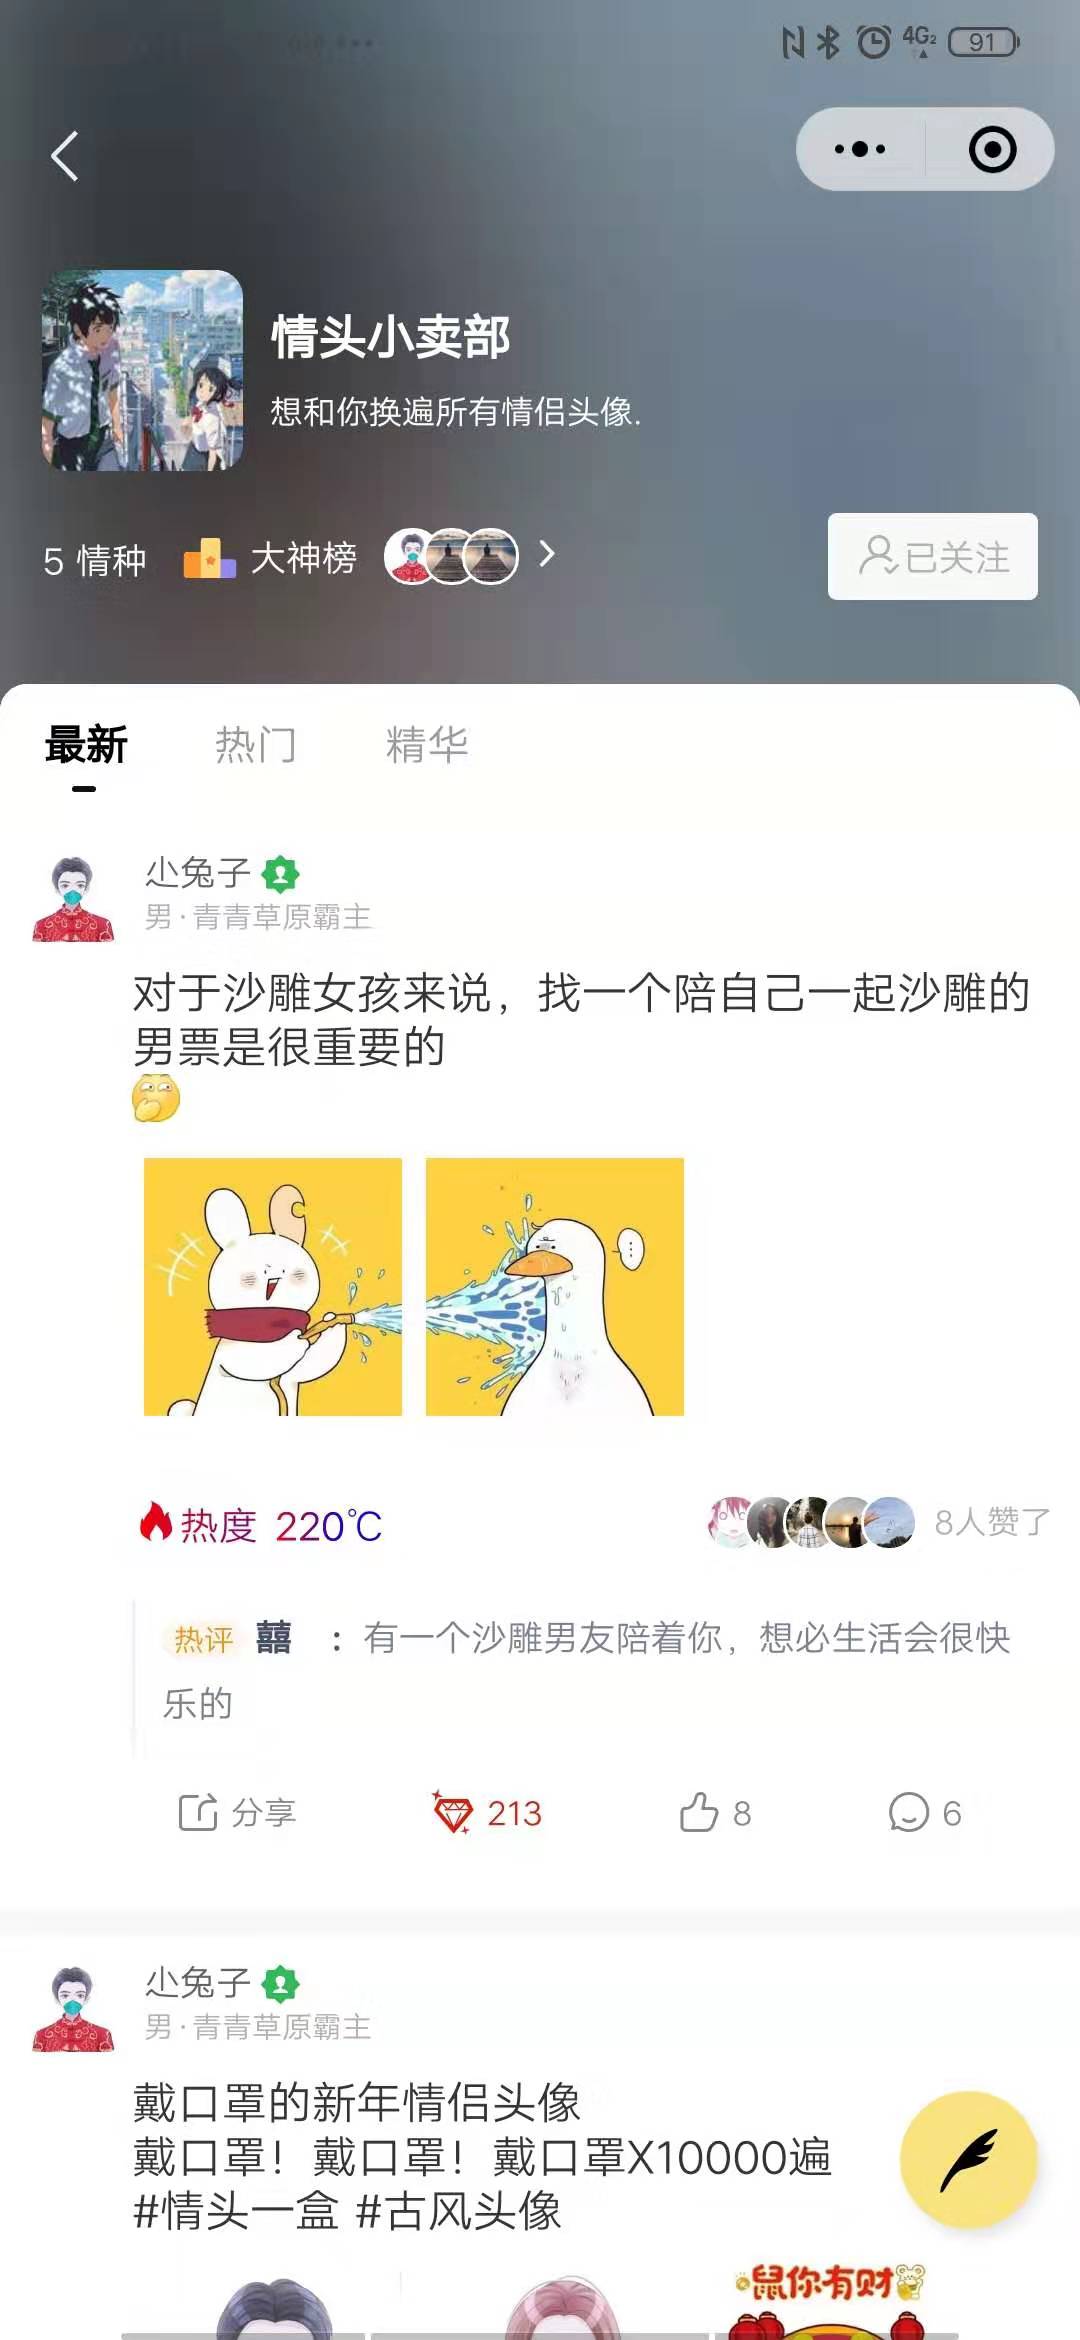 4G2
91
情头小卖部
想和你换遍所有情侣头像.
5 情种
大神榜
已关注
最新
热门
精华
尐兔子
男·青青草原霸主
对于沙雕女孩来说，找一个陪自己一起沙雕的
男票是很重要的
热度 220℃
8人赞了
热评 囍 ：有一个沙雕男友陪着你，想必生活会很快
乐的
分享
213
8
6
尐兔子
男·青青草原霸主
戴口罩的新年情侣头像
戴口罩！戴口罩！戴口罩X10000遍
#情头一盒 #古风头像
鼠你有财